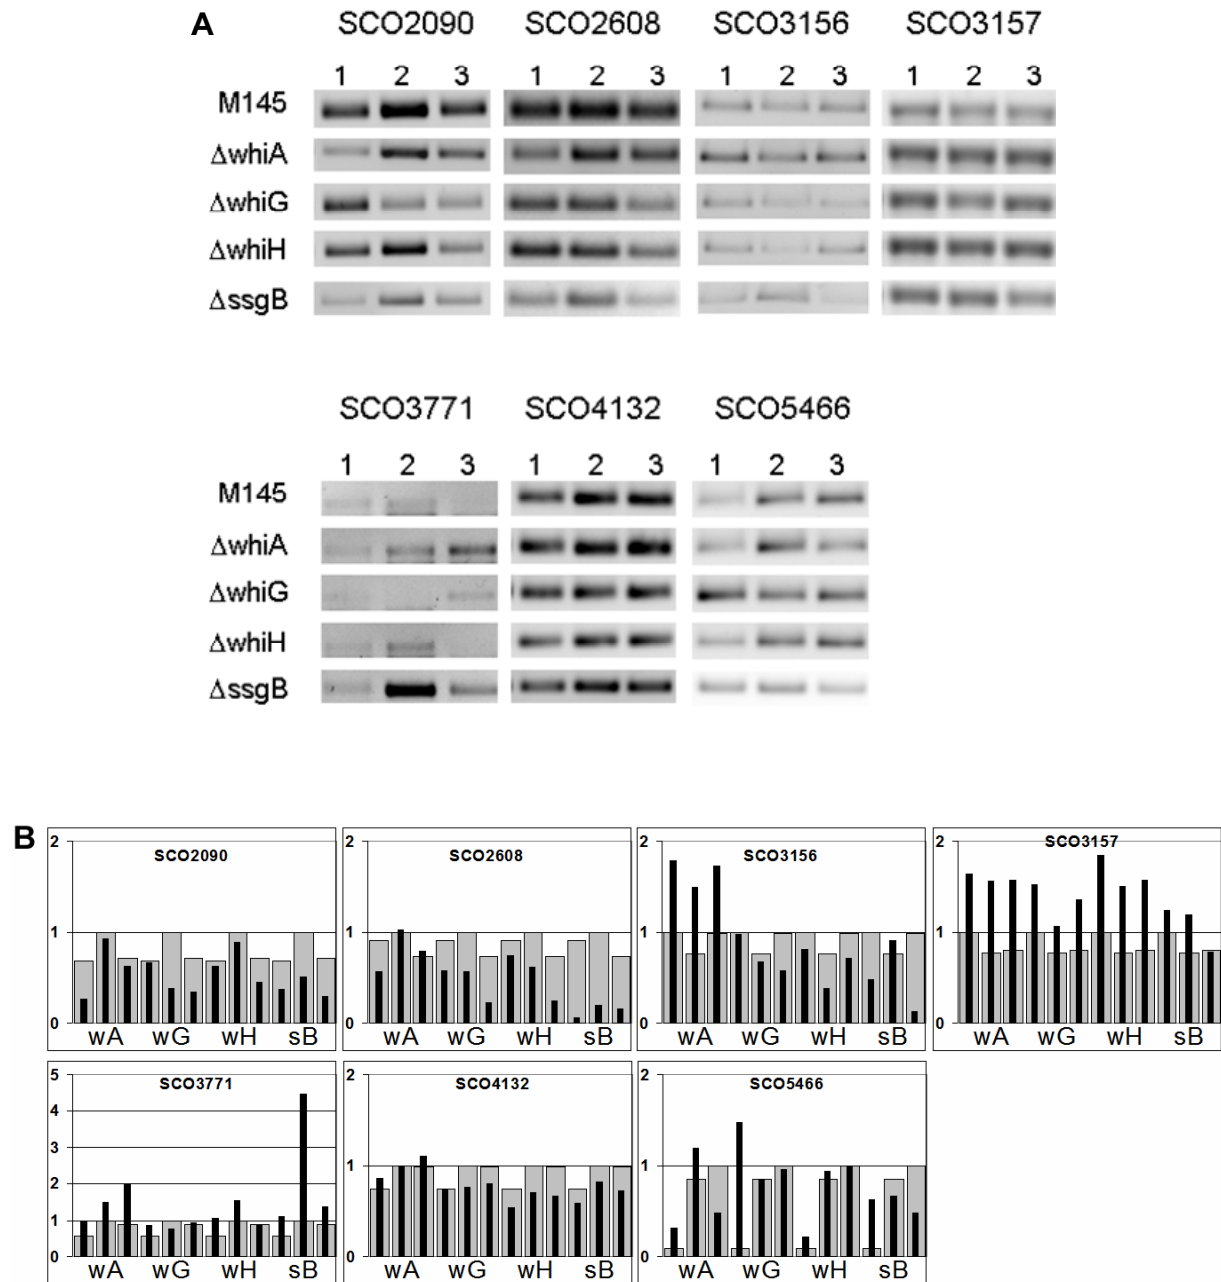 A
SCO2090 SCO2608 SCO3156 SCO3157
1 2 3 1 2 3 1 2 3 1 2 3
M145
ΔwhiA
ΔwhiG
ΔwhiH
ΔssgB
SCO3771 SCO4132 SCO5466
1 2 3 1 2 3 1 2 3
M145
ΔwhiA
ΔwhiG
ΔwhiH
ΔssgB
B
2 2 2 2
SCO2090 SCO2608 SCO3156 SCO3157
1 1 1 1
0 0 0 0
wA wG wH sB wA wG wH sB wA wG wH sB wA wG wH sB
5 2 2
SCO3771 SCO4132 SCO5466
4
3
2
1 1 1
0 0 0
wA wG wH sB wA wG wH sB wA wG wH sB